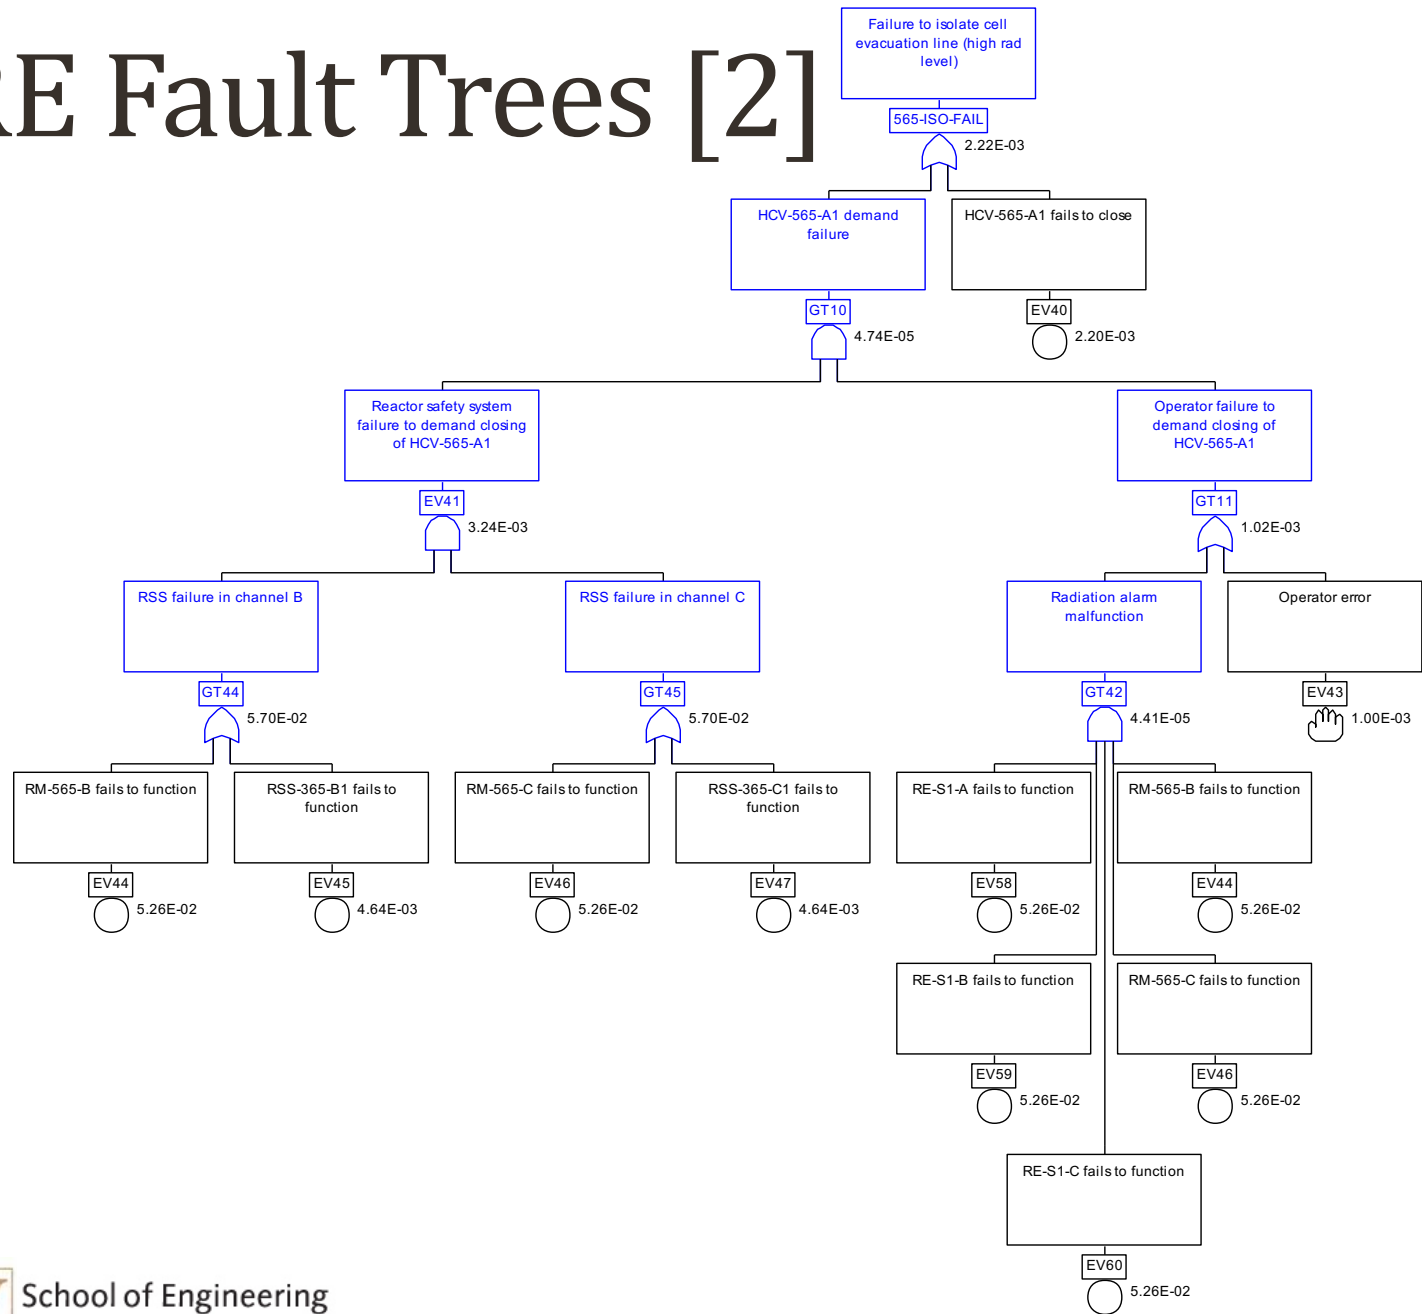 RE Fault Trees [2]
Failure to isolate cell
evacuation line (high rad
level)
565-ISO-FAIL
2.22E-03
HCV-565-A1 demand
failure
HCV-565-A1 fails to close
GT10
4.74E-05
EV40
2.20E-03
Reactor safety system
failure to demand closing
of HCV-565-A1
Operator failure to
demand closing of
HCV-565-A1
EV41
3.24E-03
GT11
1.02E-03
RSS failure in channel B
RSS failure in channel C
Radiation alarm
malfunction
Operator error
GT44
5.70E-02
GT45
5.70E-02
GT42
4.41E-05
EV43
1.00E-03
RM-565-B fails to function
RSS-365-B1 fails to
function
RM-565-C fails to function
RSS-365-C1 fails to
function
RE-S1-A fails to function
RM-565-B fails to function
EV44
5.26E-02
EV45
4.64E-03
EV46
5.26E-02
EV47
4.64E-03
EV58
5.26E-02
EV44
5.26E-02
RE-S1-B fails to function
RM-565-C fails to function
EV59
5.26E-02
EV46
5.26E-02
RE-S1-C fails to function
EV60
5.26E-02
School of Engineering